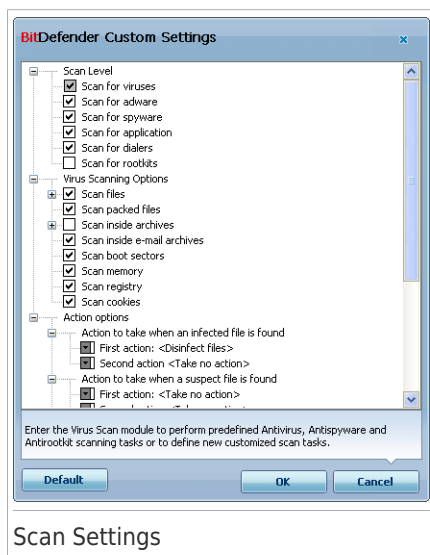 BitDefender Custom Settings
Scan Level
Scan for viruses
Scan for adware
Scan for spyware
Scan for application
Scan for dialers
Scan for rootkits
Virus Scanning Options
Scan files
Scan packed files
Scan inside archives
Scan inside e-mail archives
Scan boot sectors
Scan memory
Scan registry
Scan cookies
Action options
Action to take when an infected file is found
First action: <Disinfect files>
Second action <Take no action>
Action to take when a suspect file is found
First action: <Take no action>
Enter the Virus Scan module to perform predefined Antivirus, Antispyware and
Antirootkit scanning tasks or to define new customized scan tasks.
Default
OK
Cancel
Scan Settings